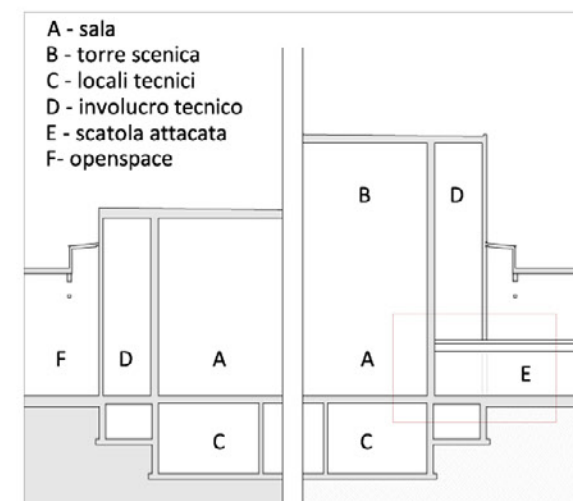 A - sala
B - torre scenica
C - locali tecnici
D - involucro tecnico
E - scatola attacata
F- openspace
B D
F D A A E
C C